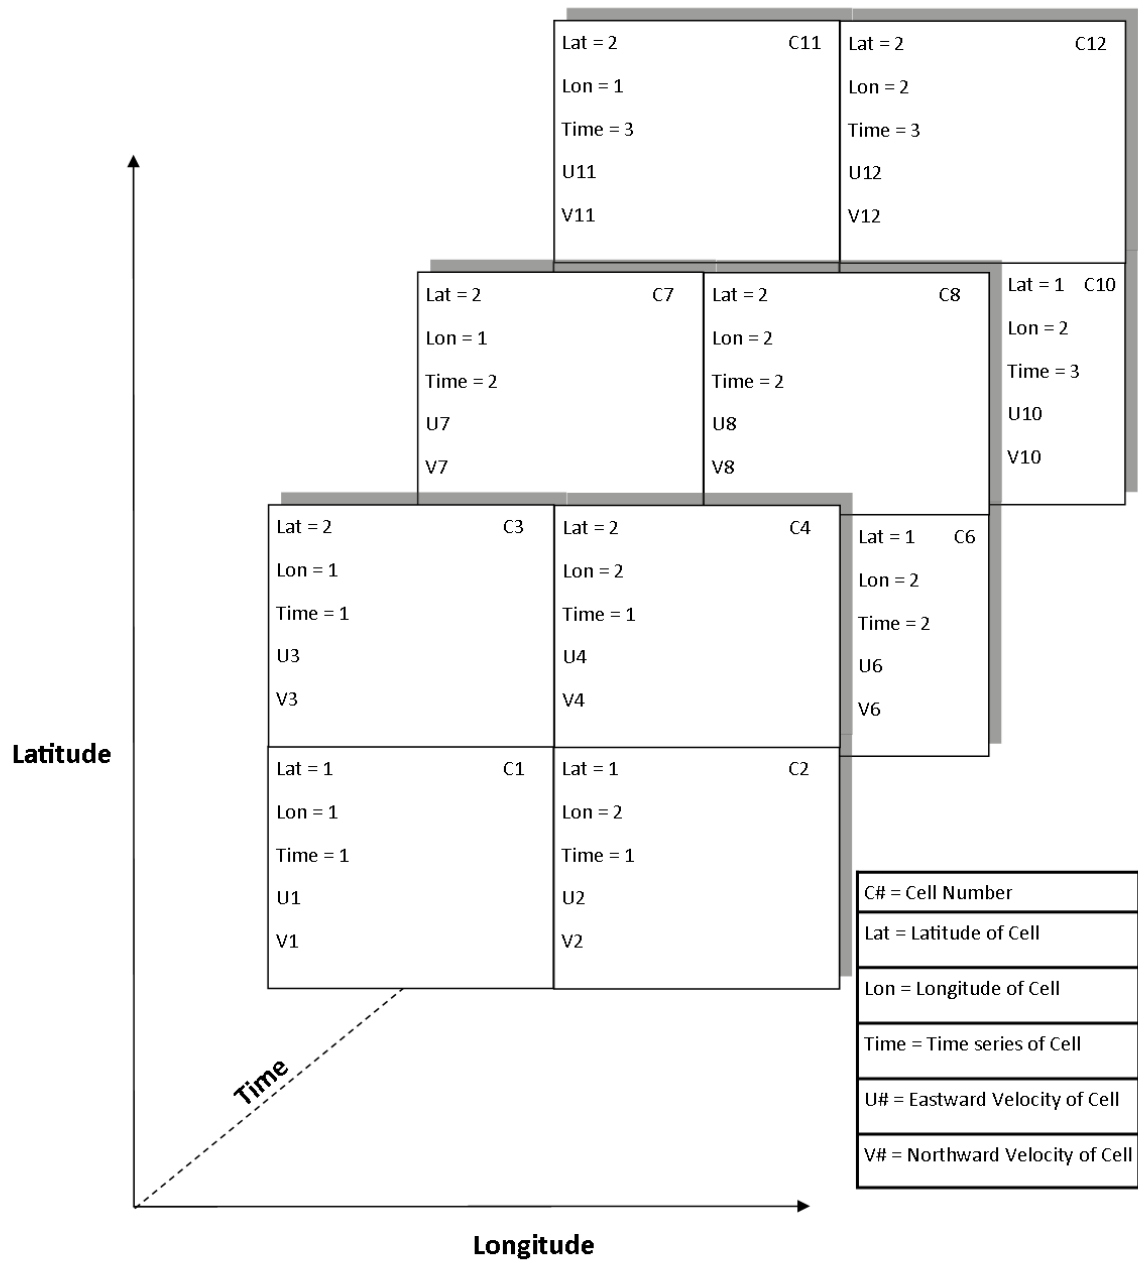 Lat = 2 C11
Lon = 1
Time = 3
U11
V11
Lat = 2 C12
Lon = 2
Time = 3
U12
V12
Lat = 2 C7
Lon = 1
Time = 2
U7
V7
Lat = 2 C8
Lon = 2
Time = 2
U8
V8
Lat = 1 C10
Lon = 2
Time = 3
U10
V10
Lat = 2 C3
Lon = 1
Time = 1
U3
V3
Lat = 2 C4
Lon = 2
Time = 1
U4
V4
Lat = 1 C6
Lon = 2
Time = 2
U6
V6
Latitude
Lat = 1 C1
Lon = 1
Time = 1
U1
V1
Lat = 1 C2
Lon = 2
Time = 1
U2
V2
C# = Cell Number
Lat = Latitude of Cell
Lon = Longitude of Cell
Time = Time series of Cell
U# = Eastward Velocity of Cell
V# = Northward Velocity of Cell
Time
Longitude